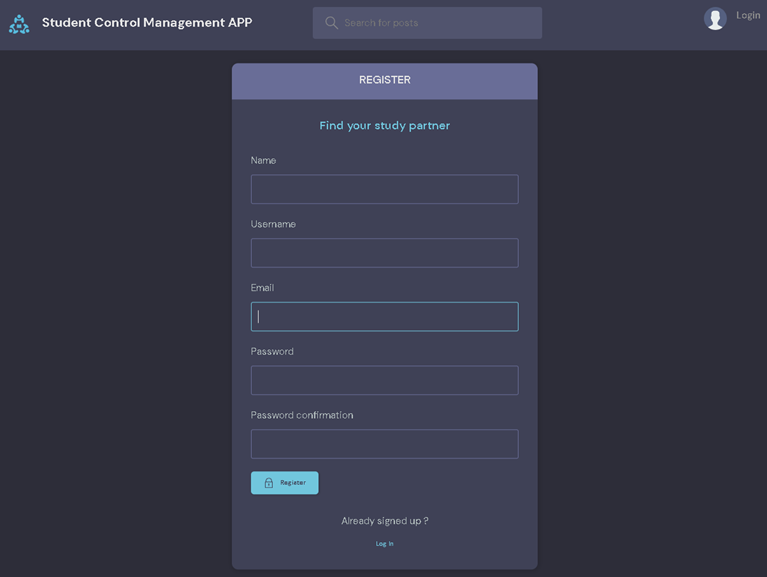 Student Control Management APP
Search for posts
Login
REGISTER
Find your study partner
Name
Username
Email
Password
Password confirmation
Register
Already signed up ?
Log In